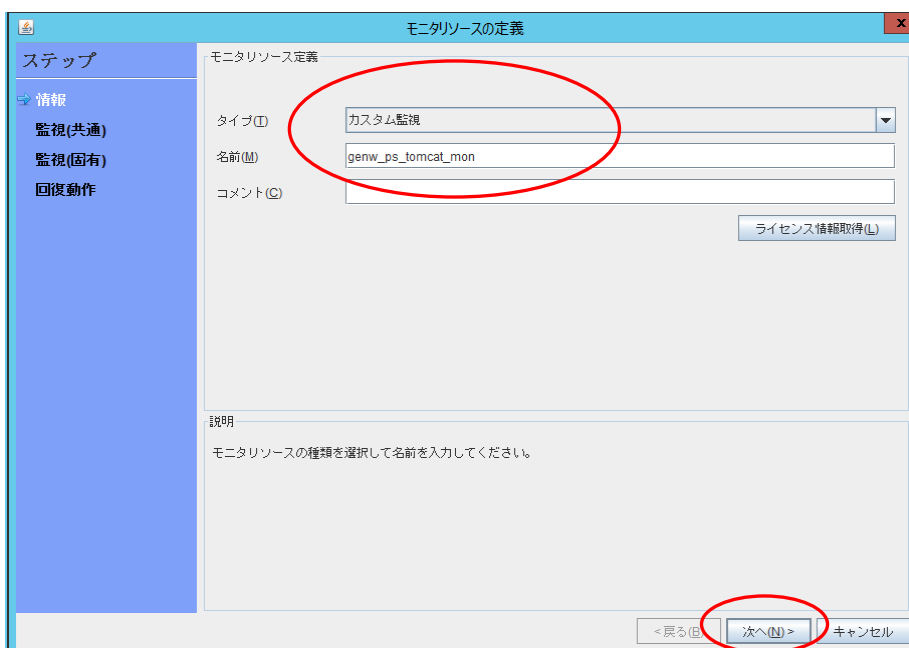 モニタリソースの定義
x
ステップ
情報
監視(共通)
監視(固有)
回復動作
モニタリソース定義
タイプ(T) カスタム監視
名前(M) genw_ps_tomcat_mon
コメント(C)
ライセンス情報取得(L)
説明
モニタリソースの種類を選択して名前を入力してください。
<戻る(B 次へ(N) > キャンセル